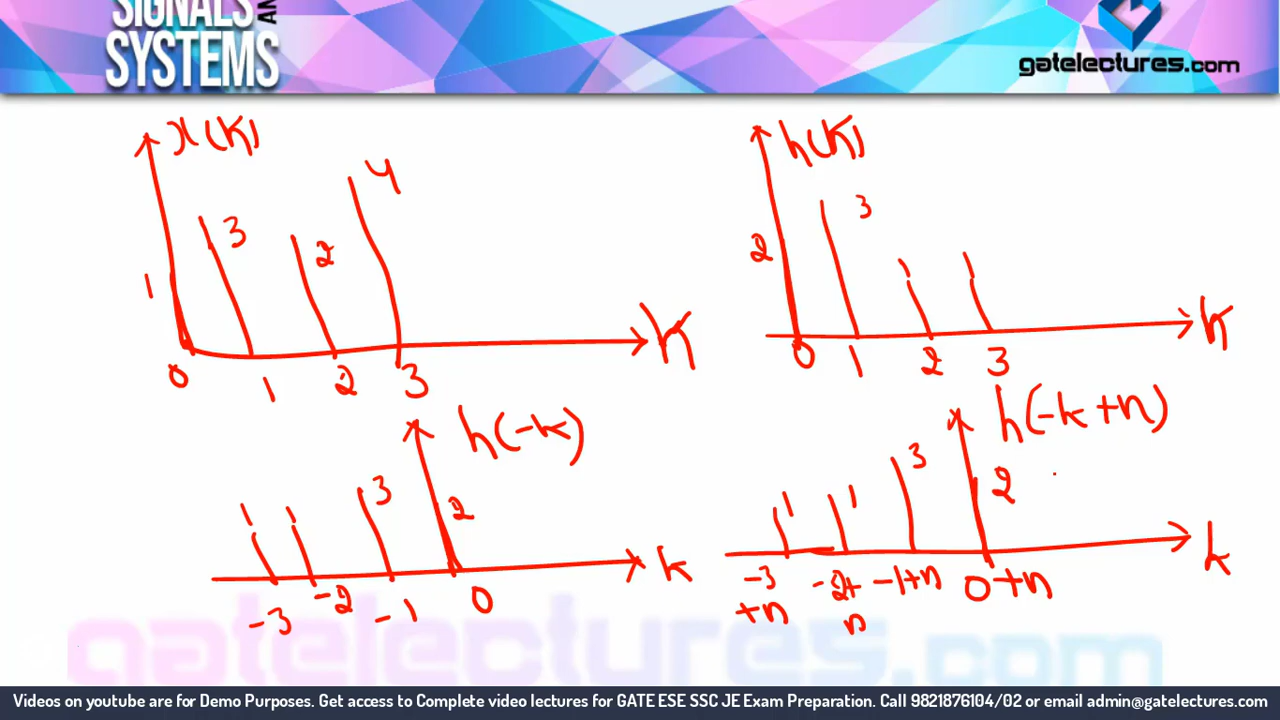 SIGNALS AND
SYSTEMS
gatelectures.com
x(k)
1
3
2
4
k
0 1 2 3
h(k)
2
3
1
1
k
0 1 2 3
h(-k)
1
1
3
2
k
-3 -2 -1 0
h(-k+n)
1
1
3
2
k
-3+n -2+n -1+n 0+n
gatelectures.com
Videos on youtube are for Demo Purposes. Get access to Complete video lectures for GATE ESE SSC JE Exam Preparation. Call 9821876104/02 or email admin@gatelectures.com